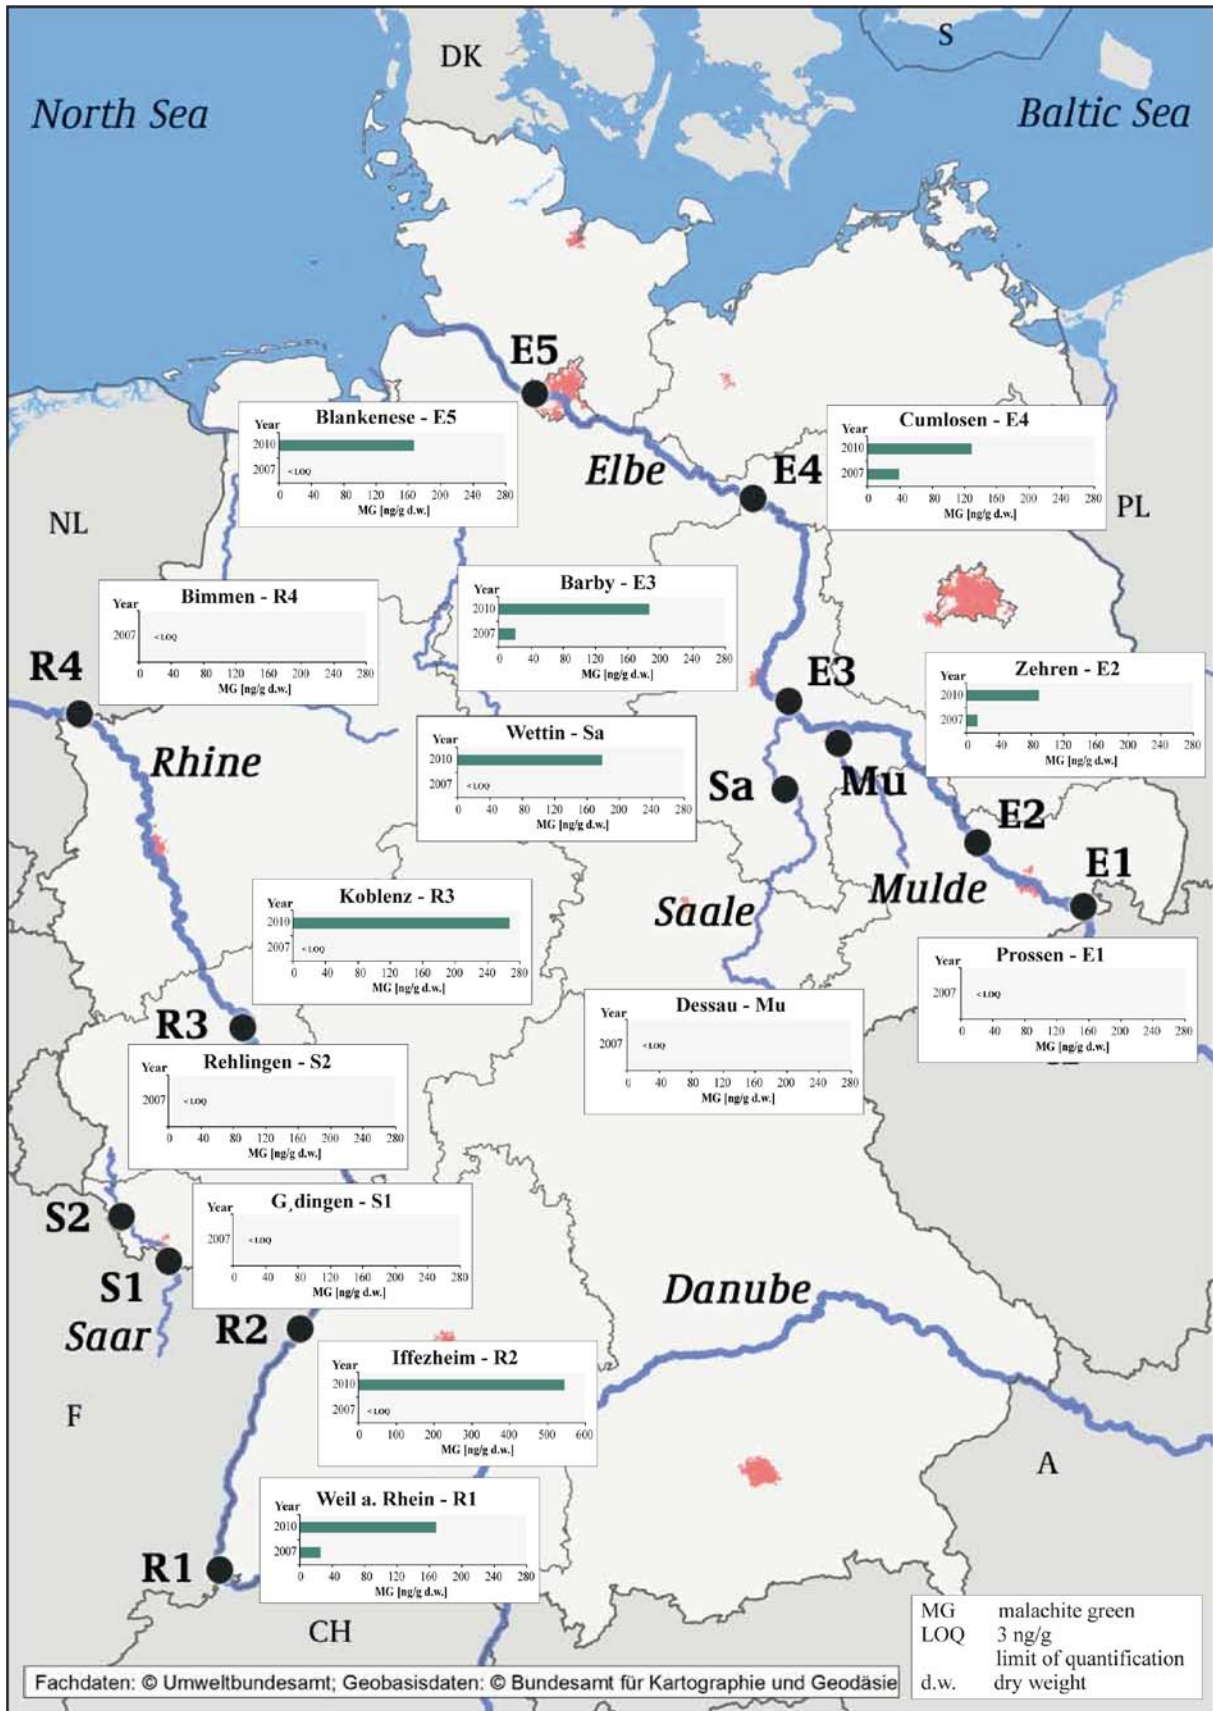 DK
S
North Sea
Baltic Sea
E5
Blankenese - E5
Year
2010
2007
<LOQ
0 40 80 120 160 200 240 280
MG [ng/g d.w.]
Elbe
E4
Cumlosen - E4
Year
2010
2007
0 40 80 120 160 200 240 280
MG [ng/g d.w.]
NL
PL
Bimmen - R4
Year
2007
<LOQ
0 40 80 120 160 200 240 280
MG [ng/g d.w.]
Barby - E3
Year
2010
2007
0 40 80 120 160 200 240 280
MG [ng/g d.w.]
R4
E3
Zehren - E2
Year
2010
2007
0 40 80 120 160 200 240 280
MG [ng/g d.w.]
Rhine
Wettin - Sa
Year
2010
2007
<LOQ
0 40 80 120 160 200 240 280
MG [ng/g d.w.]
Sa
Mu
E2
E1
Koblenz - R3
Year
2010
2007
<LOQ
0 40 80 120 160 200 240 280
MG [ng/g d.w.]
Saale
Mulde
Prossen - E1
Year
2007
<LOQ
0 40 80 120 160 200 240 280
MG [ng/g d.w.]
R3
Dessau - Mu
Year
2007
<LOQ
0 40 80 120 160 200 240 280
MG [ng/g d.w.]
Rehlingen - S2
Year
2007
<LOQ
0 40 80 120 160 200 240 280
MG [ng/g d.w.]
S2
G¸dingen - S1
Year
2007
<LOQ
0 40 80 120 160 200 240 280
MG [ng/g d.w.]
S1
Saar
R2
Danube
Iffezheim - R2
Year
2010
2007
<LOQ
0 100 200 300 400 500 600
MG [ng/g d.w.]
F
A
Weil a. Rhein - R1
Year
2010
2007
0 40 80 120 160 200 240 280
MG [ng/g d.w.]
R1
CH
MG malachite green
LOQ 3 ng/g
limit of quantification
d.w. dry weight
Fachdaten: © Umweltbundesamt; Geobasisdaten: © Bundesamt für Kartographie und Geodäsie